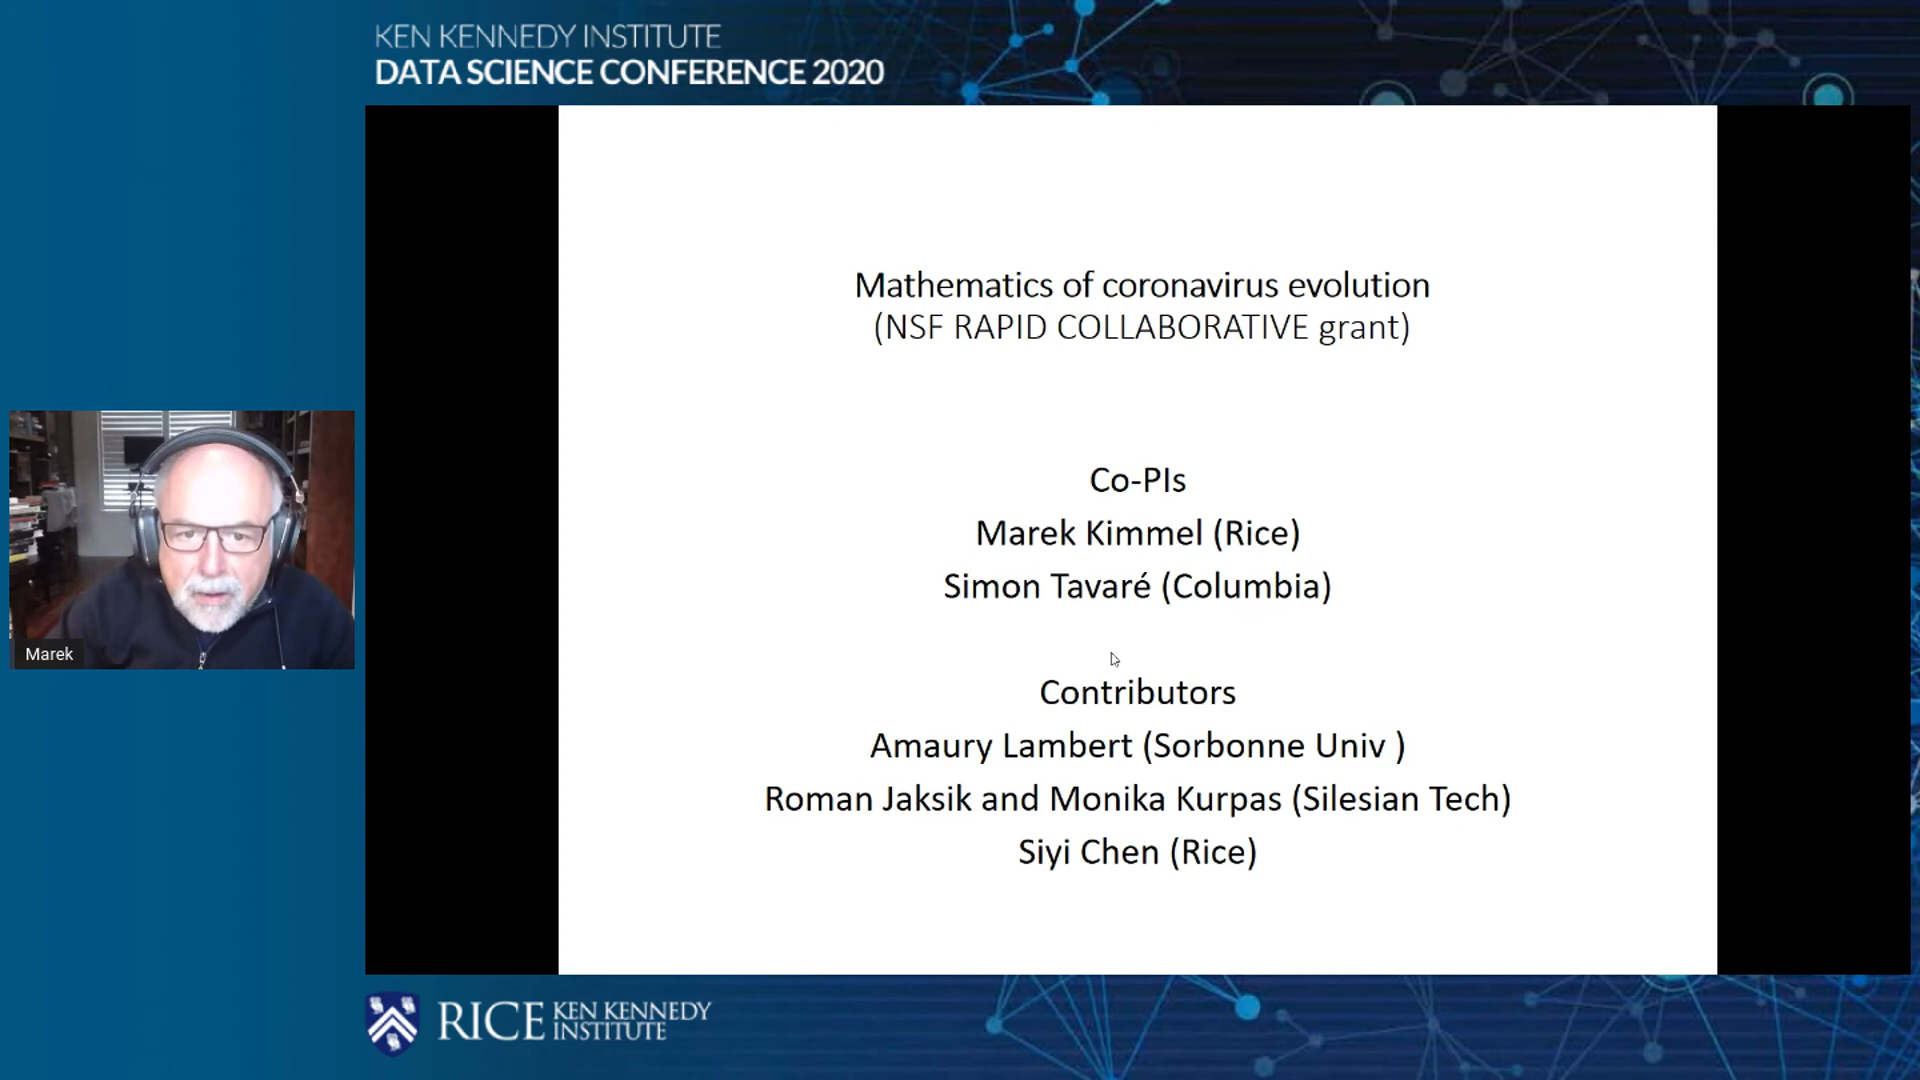 KEN KENNEDY INSTITUTE
DATA SCIENCE CONFERENCE 2020
Mathematics of coronavirus evolution
(NSF RAPID COLLABORATIVE grant)
Co-PIs
Marek Kimmel (Rice)
Simon Tavaré (Columbia)
Contributors
Amaury Lambert (Sorbonne Univ )
Roman Jaksik and Monika Kurpas (Silesian Tech)
Siyi Chen (Rice)
Marek
RICE KEN KENNEDY
INSTITUTE